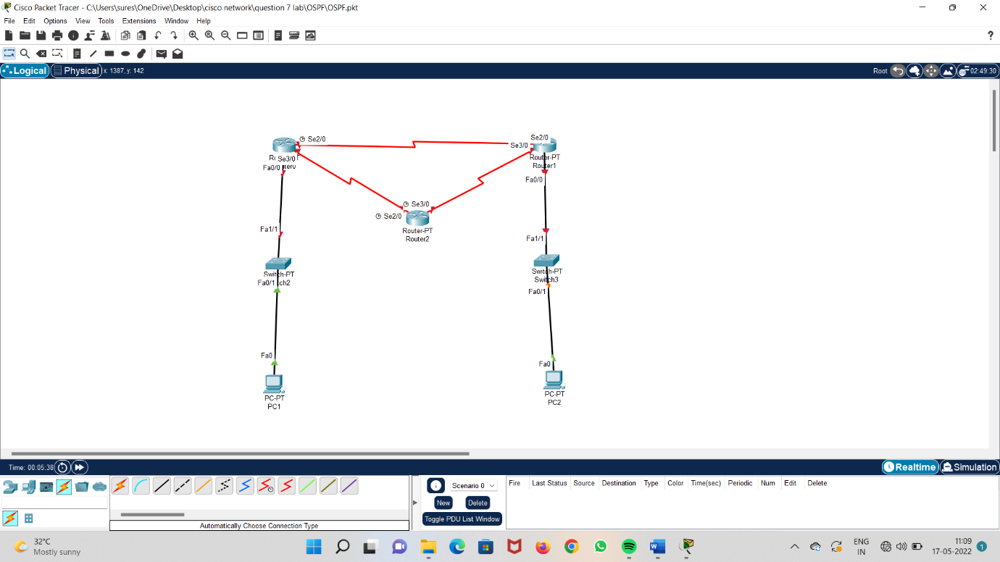 Cisco Packet Tracer - C:\Users\sures\OneDrive\Desktop\cisco network\question 7 lab\OSPF\OSPF.pkt
File Edit Options View Tools Extensions Window Help
Logical Physical x: 1387, y: 142 Root 02:49:30
Se2/0 Se2/0
Se3/0
Se3/0 Router-PT
Fa0/0 Router1
Fa0/0
Se3/0
Se2/0
Fa1/1 Router-PT
Router2 Fa1/1
Switch-PT Switch-PT
Fa0/1 tch2 Switch3
Fa0/1
Fa0 Fa0
PC-PT PC-PT
PC1 PC2
Time: 00:05:38 Realtime Simulation
Scenario 0 Fire Last Status Source Destination Type Color Time(sec) Periodic Num Edit Delete
New Delete
Toggle PDU List Window
Automatically Choose Connection Type
32°C
Mostly sunny
ENG
IN
11:09
17-05-2022
1